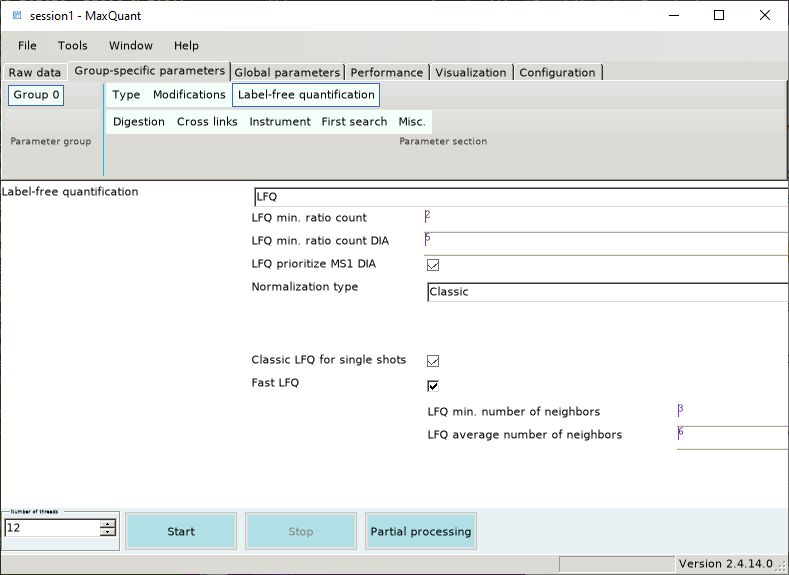 session1 - MaxQuant
File Tools Window Help
Raw data Group-specific parameters Global parameters Performance Visualization Configuration
Group 0 Type Modifications Label-free quantification
Digestion Cross links Instrument First search Misc.
Parameter group Parameter section
Label-free quantification LFQ
LFQ min. ratio count 2
LFQ min. ratio count DIA 5
LFQ prioritize MS1 DIA
Normalization type Classic
Classic LFQ for single shots
Fast LFQ
LFQ min. number of neighbors 3
LFQ average number of neighbors 6
Number of threads
12 Start Stop Partial processing
Version 2.4.14.0